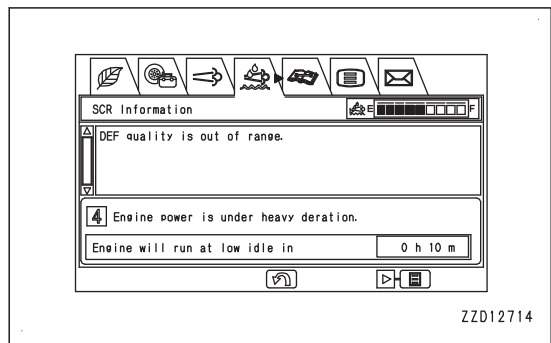 SCR Information E F
DEF quality is out of range.
4 Engine power is under heavy deration.
Engine will run at low idle in 0 h 10 m
ZZD12714